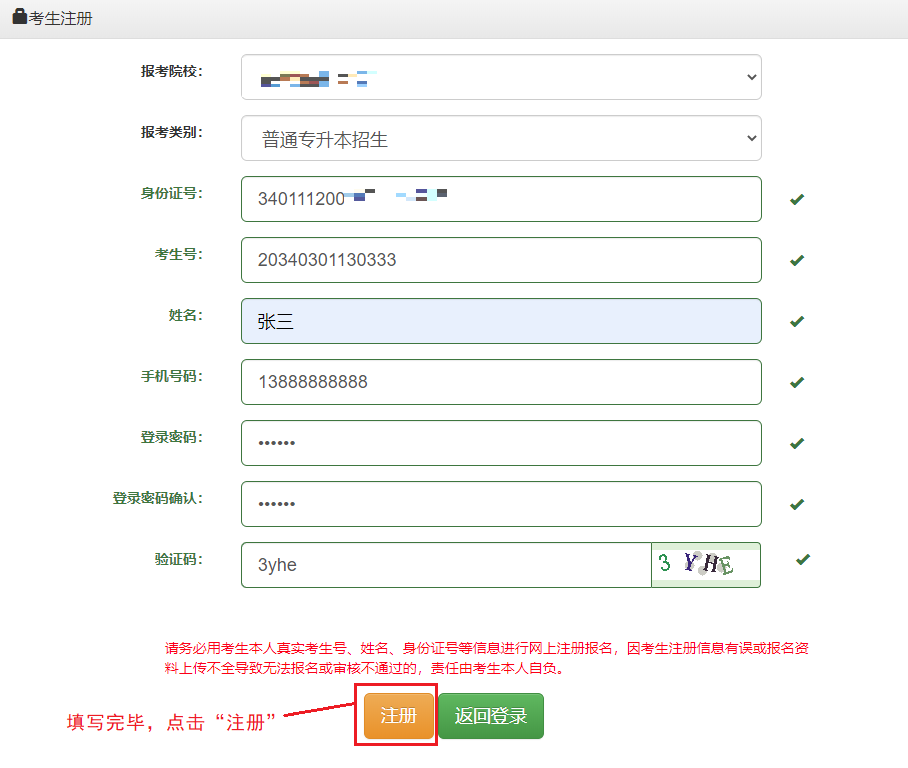 考生注册
报考院校：
报考类别： 普通专升本招生
身份证号： 340111200
考生号： 20340301130333
姓名： 张三
手机号码： 13888888888
登录密码： ••••••
登录密码确认： ••••••
验证码： 3yhe 3 YHE
请务必用考生本人真实考生号、姓名、身份证号等信息进行网上注册报名，因考生注册信息有误或报名资
料上传不全导致无法报名或审核不通过的，责任由考生本人自负。
填写完毕，点击“注册” 注册 返回登录